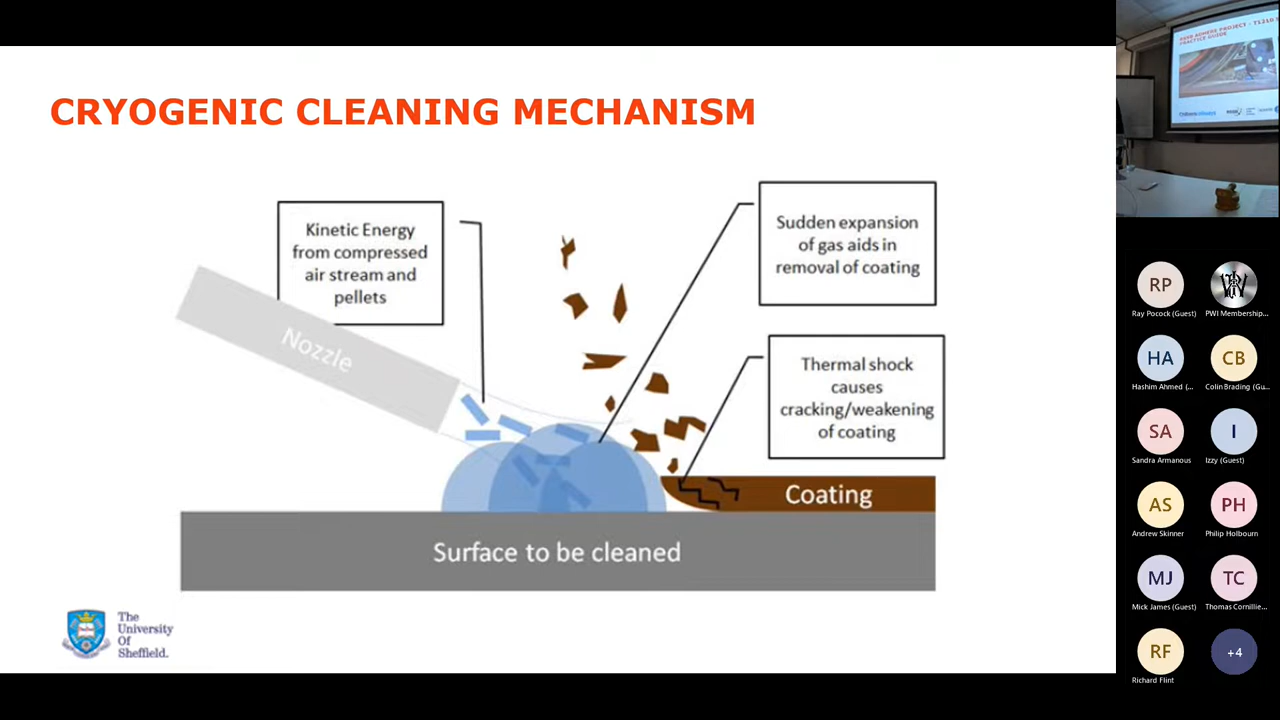 CRYOGENIC CLEANING MECHANISM
Kinetic Energy
from compressed
air stream and
pellets
Sudden expansion
of gas aids in
removal of coating
Nozzle
Thermal shock
causes
cracking/weakening
of coating
Coating
Surface to be cleaned
The
University
Of
Sheffield.
PRACTICE GUIDE
RP
Ray Pocock (Guest)
PWI Membership...
HA
Hashim Ahmed (...
CB
Colin Brading (Gu...
SA
Sandra Armanous
I
Izzy (Guest)
AS
Andrew Skinner
PH
Philip Holbourn
MJ
Mick James (Guest)
TC
Thomas Cornillie...
RF
Richard Flint
+4